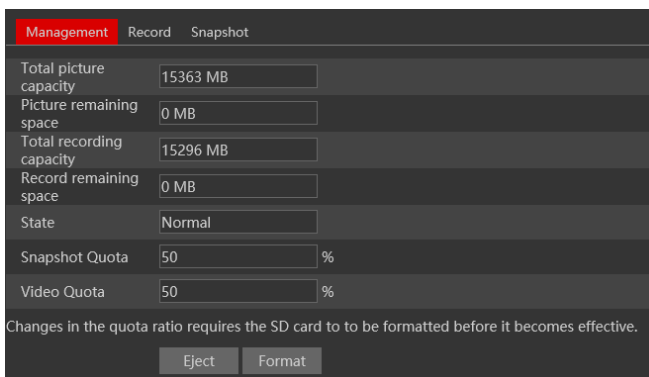 Management Record Snapshot
Total picture
capacity
15363 MB
Picture remaining
space
0 MB
Total recording
capacity
15296 MB
Record remaining
space
0 MB
State Normal
Snapshot Quota 50 %
Video Quota 50 %
Changes in the quota ratio requires the SD card to to be formatted before it becomes effective.
Eject Format